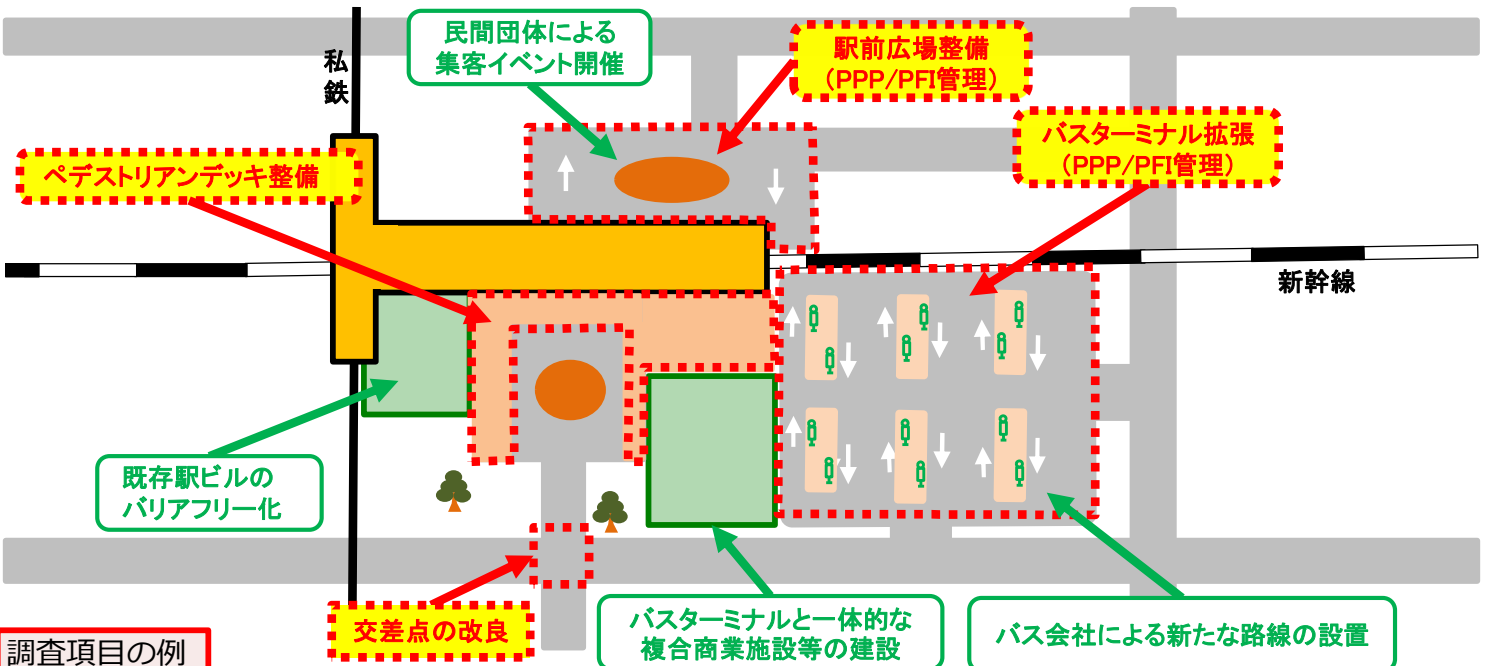 民間団体による
集客イベント開催
駅前広場整備
(PPP/PFI管理)
私
鉄
バスターミナル拡張
(PPP/PFI管理)
ペデストリアンデッキ整備
新幹線
既存駅ビルの
バリアフリー化
交差点の改良
バスターミナルと一体的な
複合商業施設等の建設
バス会社による新たな路線の設置
調査項目の例